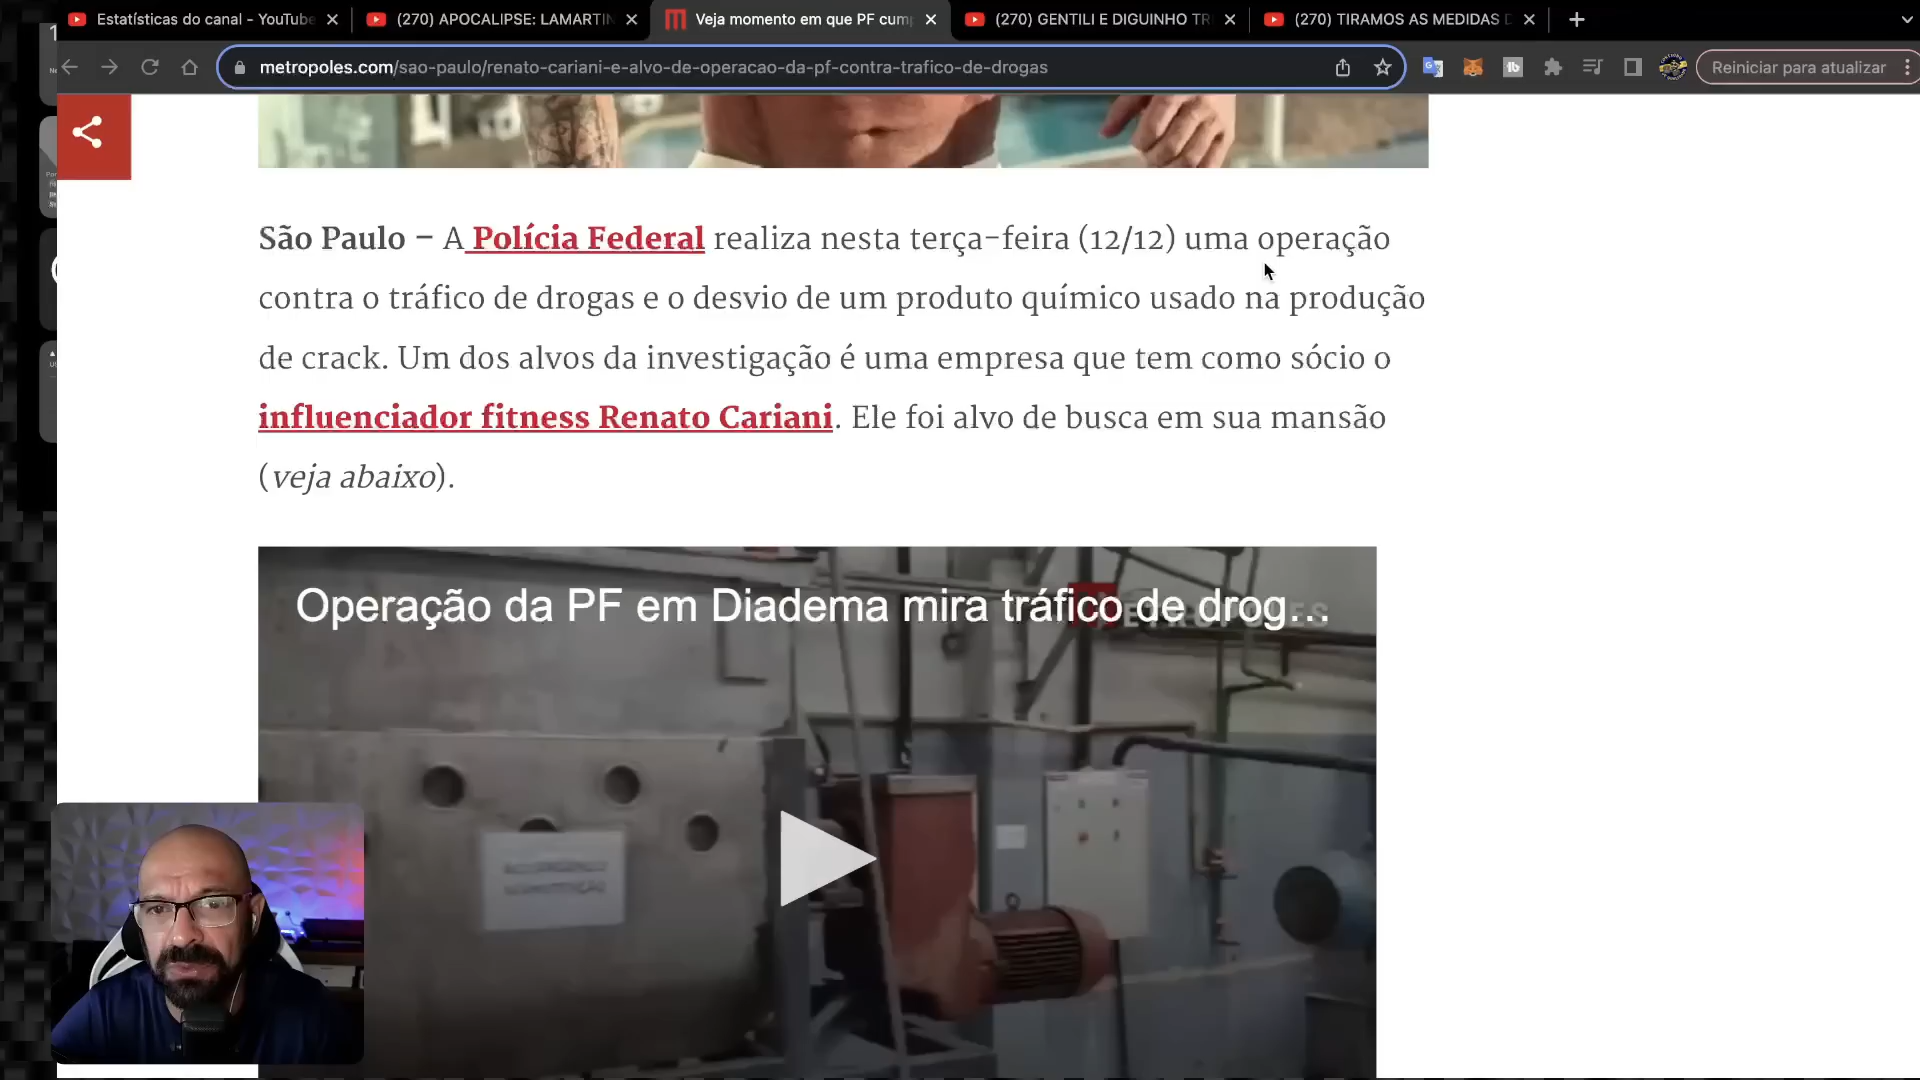 Estatísticas do canal - YouTube
(270) APOCALIPSE: LAMARTIN
Veja momento em que PF cump
(270) GENTILI E DIGUINHO TR
(270) TIRAMOS AS MEDIDAS D
metropoles.com/sao-paulo/renato-cariani-e-alvo-de-operacao-da-pf-contra-trafico-de-drogas
Reiniciar para atualizar
São Paulo – A Polícia Federal realiza nesta terça-feira (12/12) uma operação
contra o tráfico de drogas e o desvio de um produto químico usado na produção
de crack. Um dos alvos da investigação é uma empresa que tem como sócio o
influenciador fitness Renato Cariani. Ele foi alvo de busca em sua mansão
(veja abaixo).
Operação da PF em Diadema mira tráfico de drog...